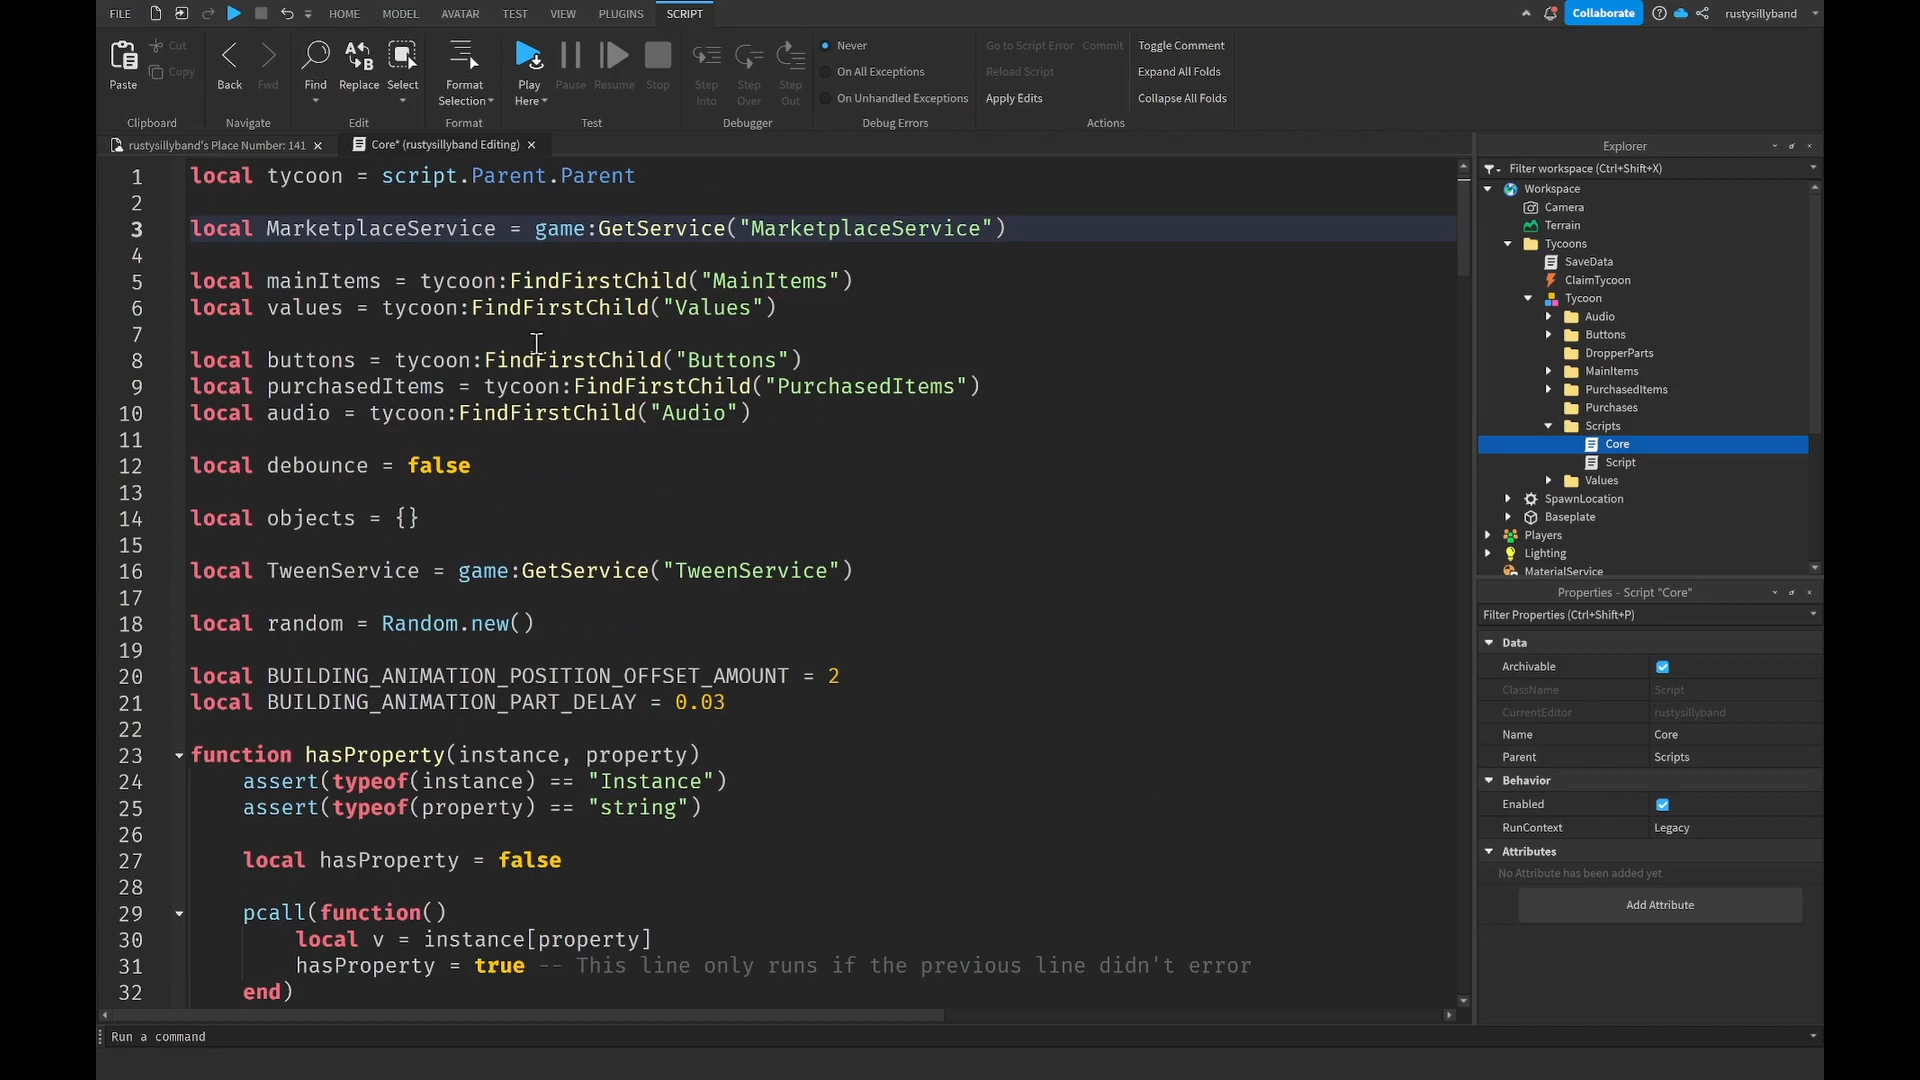 FILE HOME MODEL AVATAR TEST VIEW PLUGINS SCRIPT Collaborate rustysillyband
Paste Cut Copy
Clipboard
Back Fwd
Navigate
Find Replace Select
Edit
Format Selection
Format
Play Here Pause Resume Stop
Test
Step Into Step Over Step Out
Debugger
Never
On All Exceptions
On Unhandled Exceptions
Debug Errors
Go to Script Error Commit Toggle Comment
Reload Script Expand All Folds
Apply Edits Collapse All Folds
Actions
rustysillyband's Place Number: 141 Core* (rustysillyband Editing)
1 local tycoon = script.Parent.Parent
2
3 local MarketplaceService = game:GetService("MarketplaceService")
4
5 local mainItems = tycoon:FindFirstChild("MainItems")
6 local values = tycoon:FindFirstChild("Values")
7
8 local buttons = tycoon:FindFirstChild("Buttons")
9 local purchasedItems = tycoon:FindFirstChild("PurchasedItems")
10 local audio = tycoon:FindFirstChild("Audio")
11
12 local debounce = false
13
14 local objects = {}
15
16 local TweenService = game:GetService("TweenService")
17
18 local random = Random.new()
19
20 local BUILDING_ANIMATION_POSITION_OFFSET_AMOUNT = 2
21 local BUILDING_ANIMATION_PART_DELAY = 0.03
22
23 function hasProperty(instance, property)
24 assert(typeof(instance) == "Instance")
25 assert(typeof(property) == "string")
26
27 local hasProperty = false
28
29 pcall(function()
30 local v = instance[property]
31 hasProperty = true -- This line only runs if the previous line didn't error
32 end)
Run a command
Explorer
Filter workspace (Ctrl+Shift+X)
Workspace
Camera
Terrain
Tycoons
SaveData
ClaimTycoon
Tycoon
Audio
Buttons
DropperParts
MainItems
PurchasedItems
Purchases
Scripts
Core
Script
Values
SpawnLocation
Baseplate
Players
Lighting
MaterialService
Properties - Script "Core"
Filter Properties (Ctrl+Shift+P)
Data
Archivable
ClassName Script
CurrentEditor rustysillyband
Name Core
Parent Scripts
Behavior
Enabled
RunContext Legacy
Attributes
No Attribute has been added yet
Add Attribute